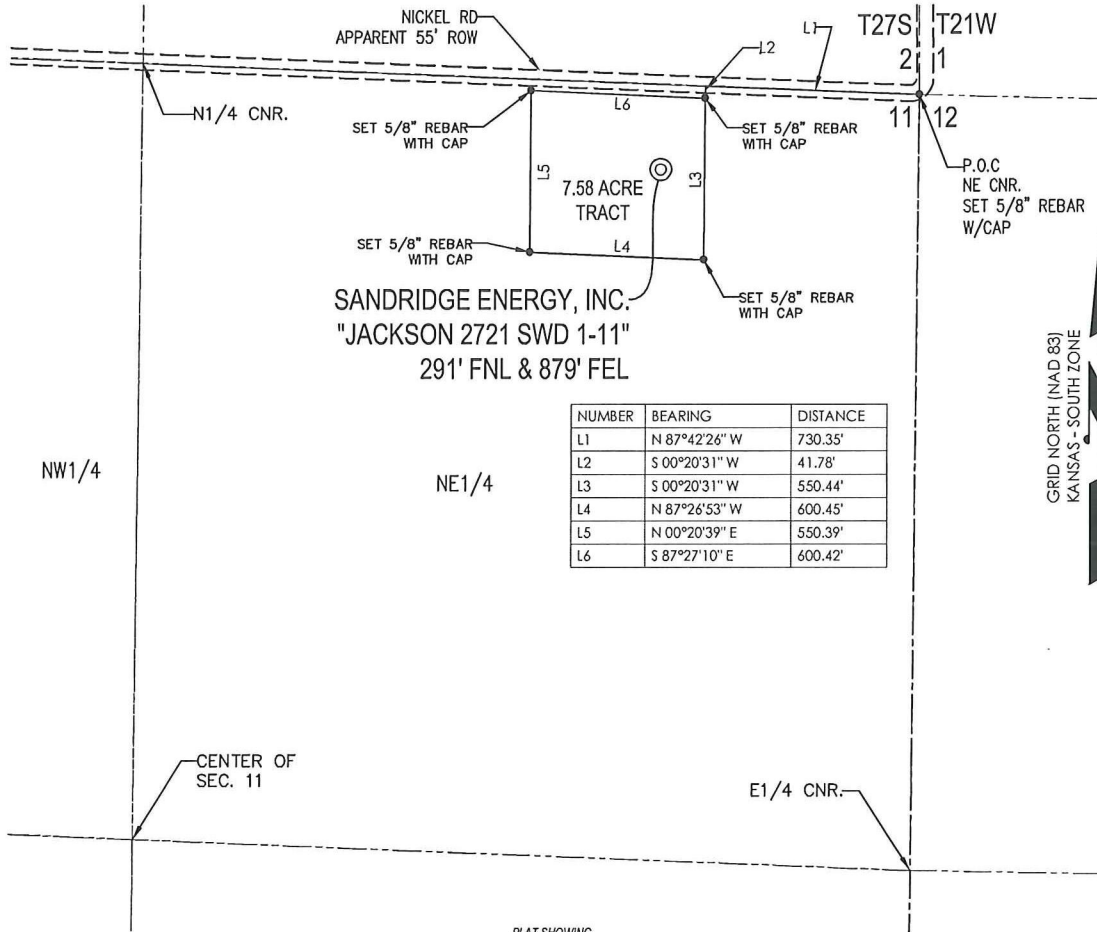 NICKEL RD
APPARENT 55' ROW
L1
L2
T27S T21W
2 1
11 12
N1/4 CNR.
SET 5/8" REBAR
WITH CAP
L6
SET 5/8" REBAR
WITH CAP
P.O.C
NE CNR.
SET 5/8" REBAR
W/CAP
L5
7.58 ACRE
TRACT
L3
SET 5/8" REBAR
WITH CAP
L4
SET 5/8" REBAR
WITH CAP
SANDRIDGE ENERGY, INC.
"JACKSON 2721 SWD 1-11"
291' FNL & 879' FEL
GRID NORTH (NAD 83)
KANSAS - SOUTH ZONE
NUMBER BEARING DISTANCE
L1 N 87°42'26" W 730.35'
L2 S 00°20'31" W 41.78'
L3 S 00°20'31" W 550.44'
L4 N 87°26'53" W 600.45'
L5 N 00°20'39" E 550.39'
L6 S 87°27'10" E 600.42'
NW1/4
NE1/4
CENTER OF
SEC. 11
E1/4 CNR.
PLAT SHOWING